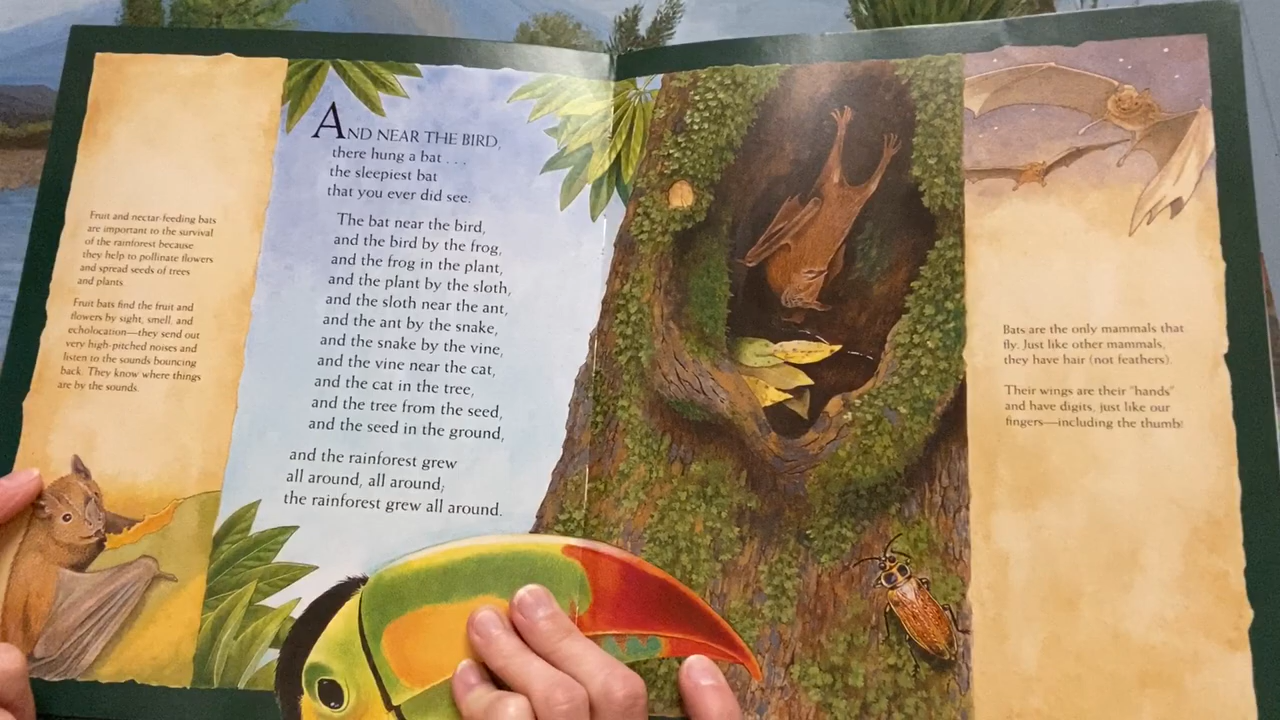 Fruit and nectar-feeding bats
are important to the survival
of the rainforest because
they help to pollinate flowers
and spread seeds of trees
and plants.
Fruit bats find the fruit and
flowers by sight, smell, and
echolocation—they send out
very high-pitched noises and
listen to the sounds bouncing
back. They know where things
are by the sounds.
AND NEAR THE BIRD,
there hung a bat . . .
the sleepiest bat
that you ever did see.
The bat near the bird,
and the bird by the frog,
and the frog in the plant,
and the plant by the sloth,
and the sloth near the ant,
and the ant by the snake,
and the snake by the vine,
and the vine near the cat,
and the cat in the tree,
and the tree from the seed,
and the seed in the ground,
and the rainforest grew
all around, all around;
the rainforest grew all around.
Bats are the only mammals that
fly. Just like other mammals,
they have hair (not feathers).
Their wings are their "hands"
and have digits, just like our
fingers—including the thumb!